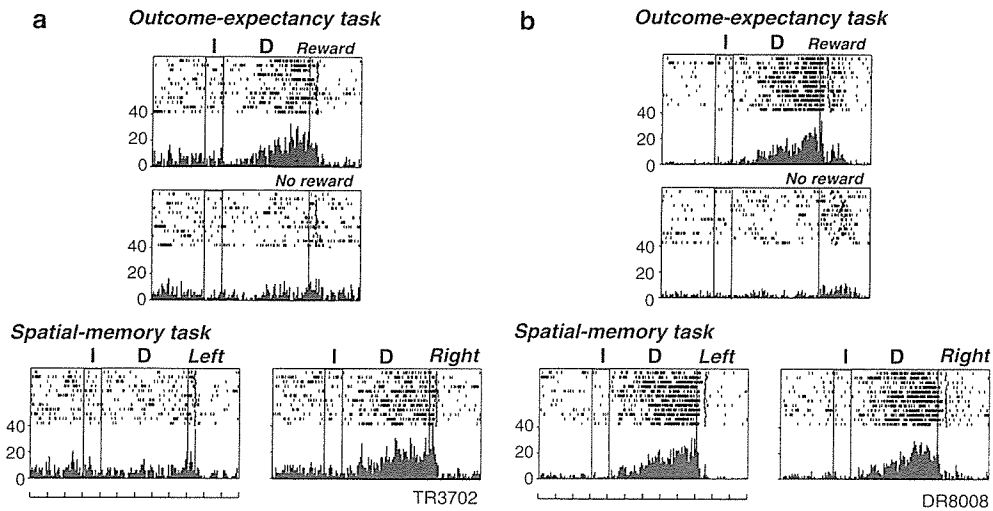 a
Outcome-expectancy task
I D Reward
40
20
0
No reward
40
20
0
Spatial-memory task
I D Left
40
20
0
I D Right
TR3702
b
Outcome-expectancy task
I D Reward
40
20
0
No reward
40
20
0
Spatial-memory task
I D Left
40
20
0
I D Right
DR8008